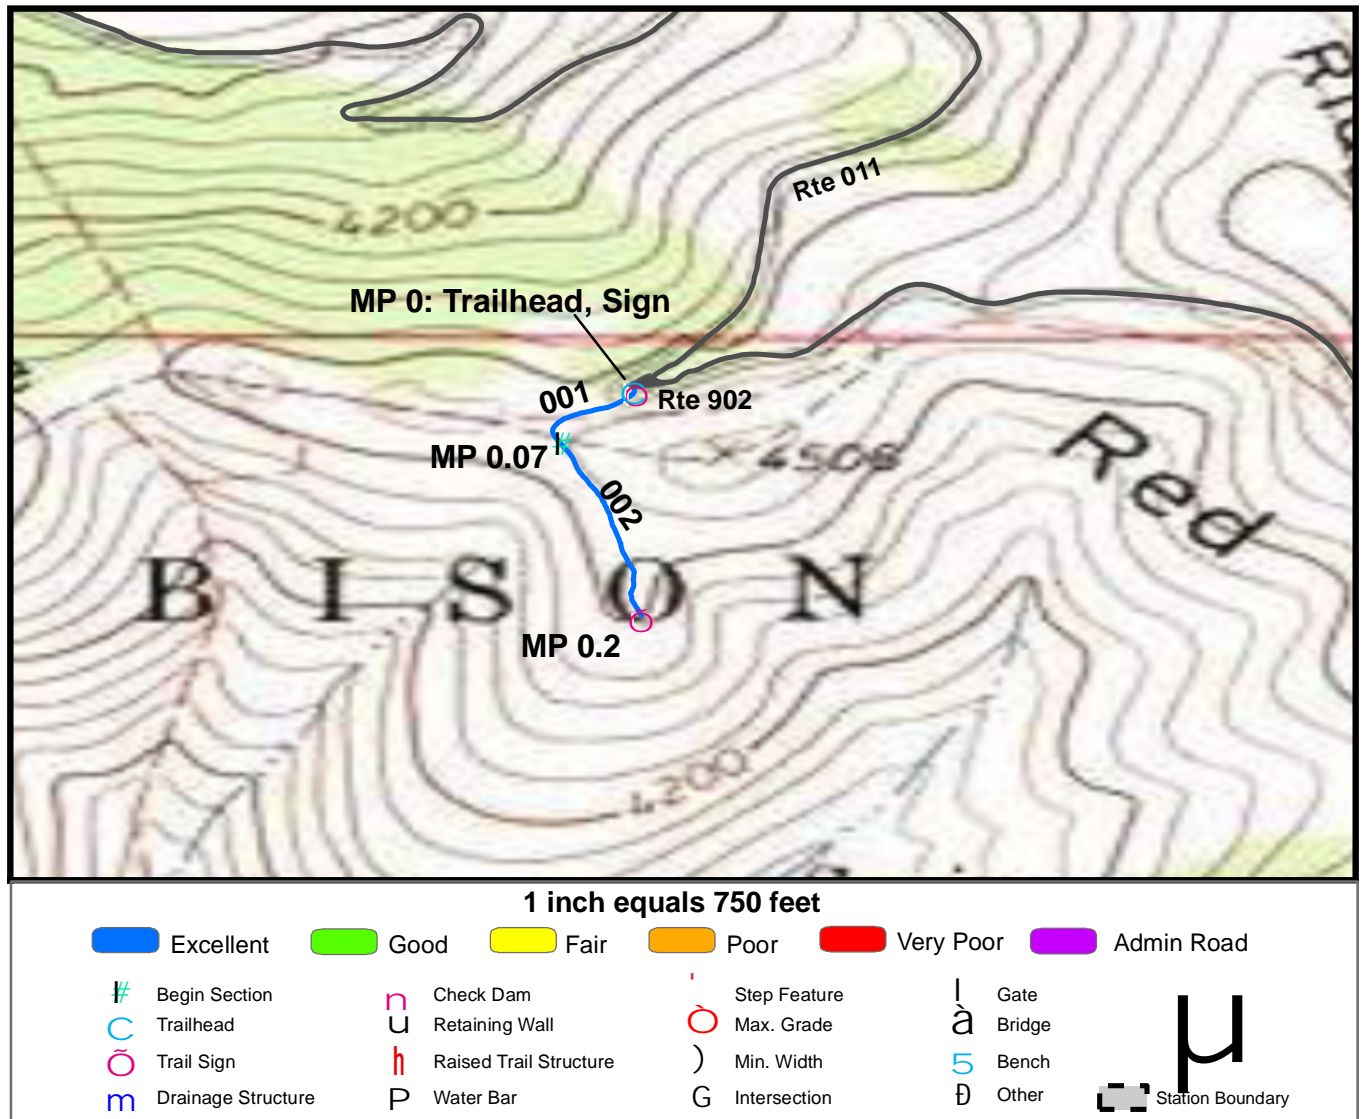 Rte 011
4200
MP 0: Trailhead, Sign
001
Rte 902
MP 0.07
4508
002
Red
B I S O N
MP 0.2
4200
1 inch equals 750 feet
Excellent
Good
Fair
Poor
Very Poor
Admin Road
Begin Section
Trailhead
Trail Sign
Drainage Structure
Check Dam
Retaining Wall
Raised Trail Structure
Water Bar
Step Feature
Max. Grade
Min. Width
Intersection
Gate
Bridge
Bench
Other
Station Boundary